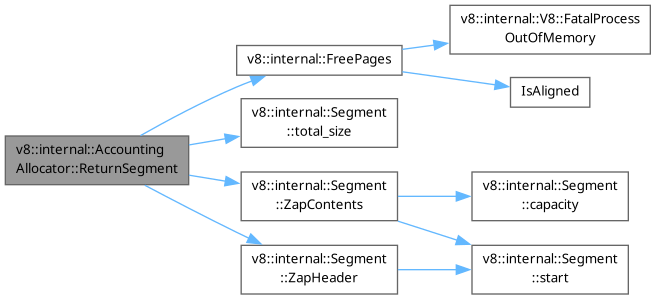 v8::internal::Accounting
Allocator::ReturnSegment
v8::internal::FreePages
v8::internal::V8::FatalProcess
OutOfMemory
IsAligned
v8::internal::Segment
::total_size
v8::internal::Segment
::ZapContents
v8::internal::Segment
::capacity
v8::internal::Segment
::start
v8::internal::Segment
::ZapHeader